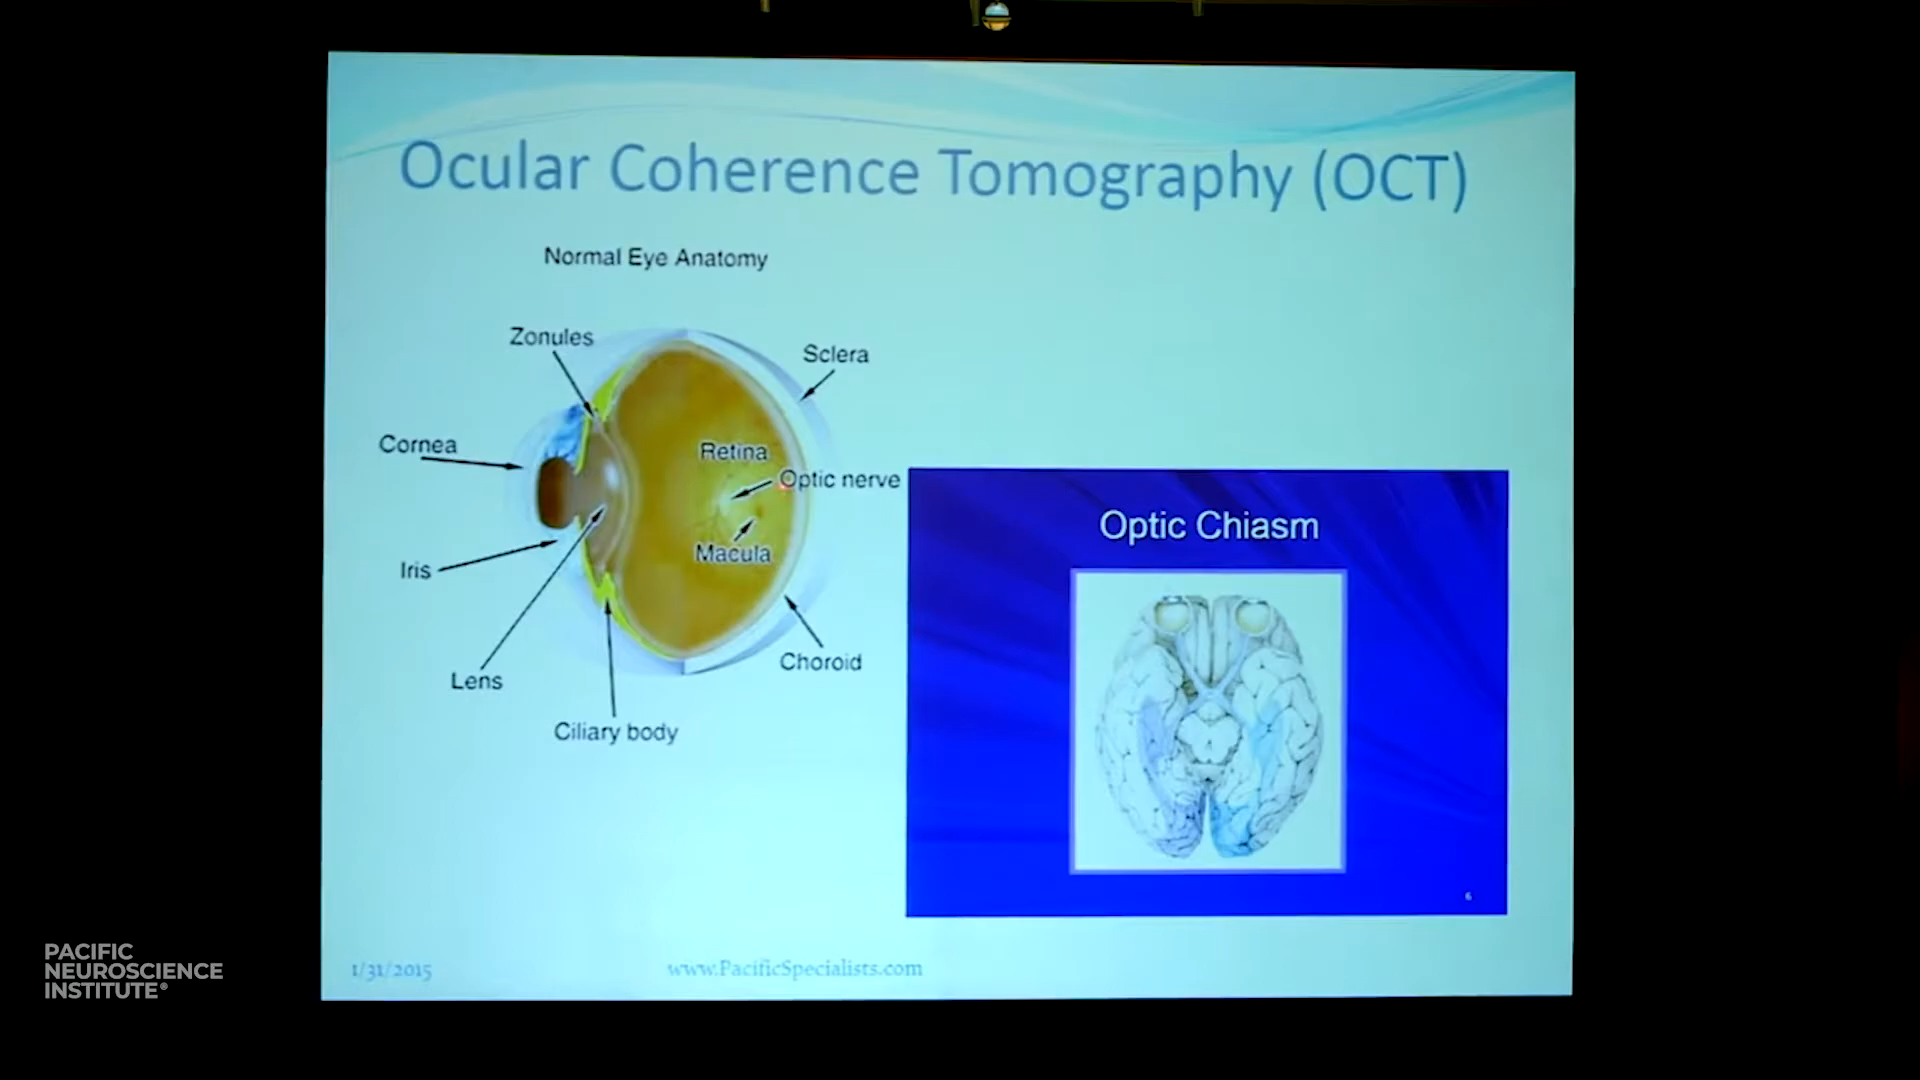 Ocular Coherence Tomography (OCT)
Normal Eye Anatomy
Zonules
Sclera
Cornea
Retina
Optic nerve
Macula
Iris
Choroid
Lens
Ciliary body
Optic Chiasm
6
1/31/2015
www.PacificSpecialists.com
PACIFIC
NEUROSCIENCE
INSTITUTE®